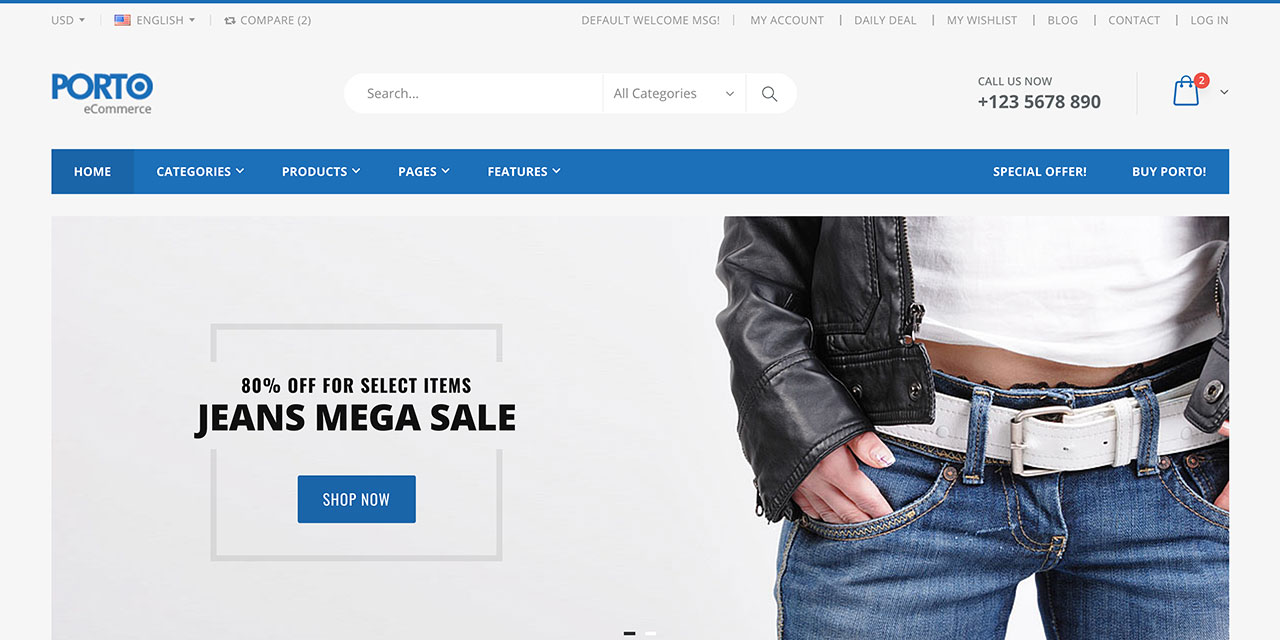 USD ENGLISH COMPARE (2) DEFAULT WELCOME MSG! | MY ACCOUNT | DAILY DEAL | MY WISHLIST | BLOG | CONTACT | LOG IN
PORTO
eCommerce
Search...
All Categories
CALL US NOW
+123 5678 890
2
HOME CATEGORIES PRODUCTS PAGES FEATURES SPECIAL OFFER! BUY PORTO!
80% OFF FOR SELECT ITEMS
JEANS MEGA SALE
SHOP NOW